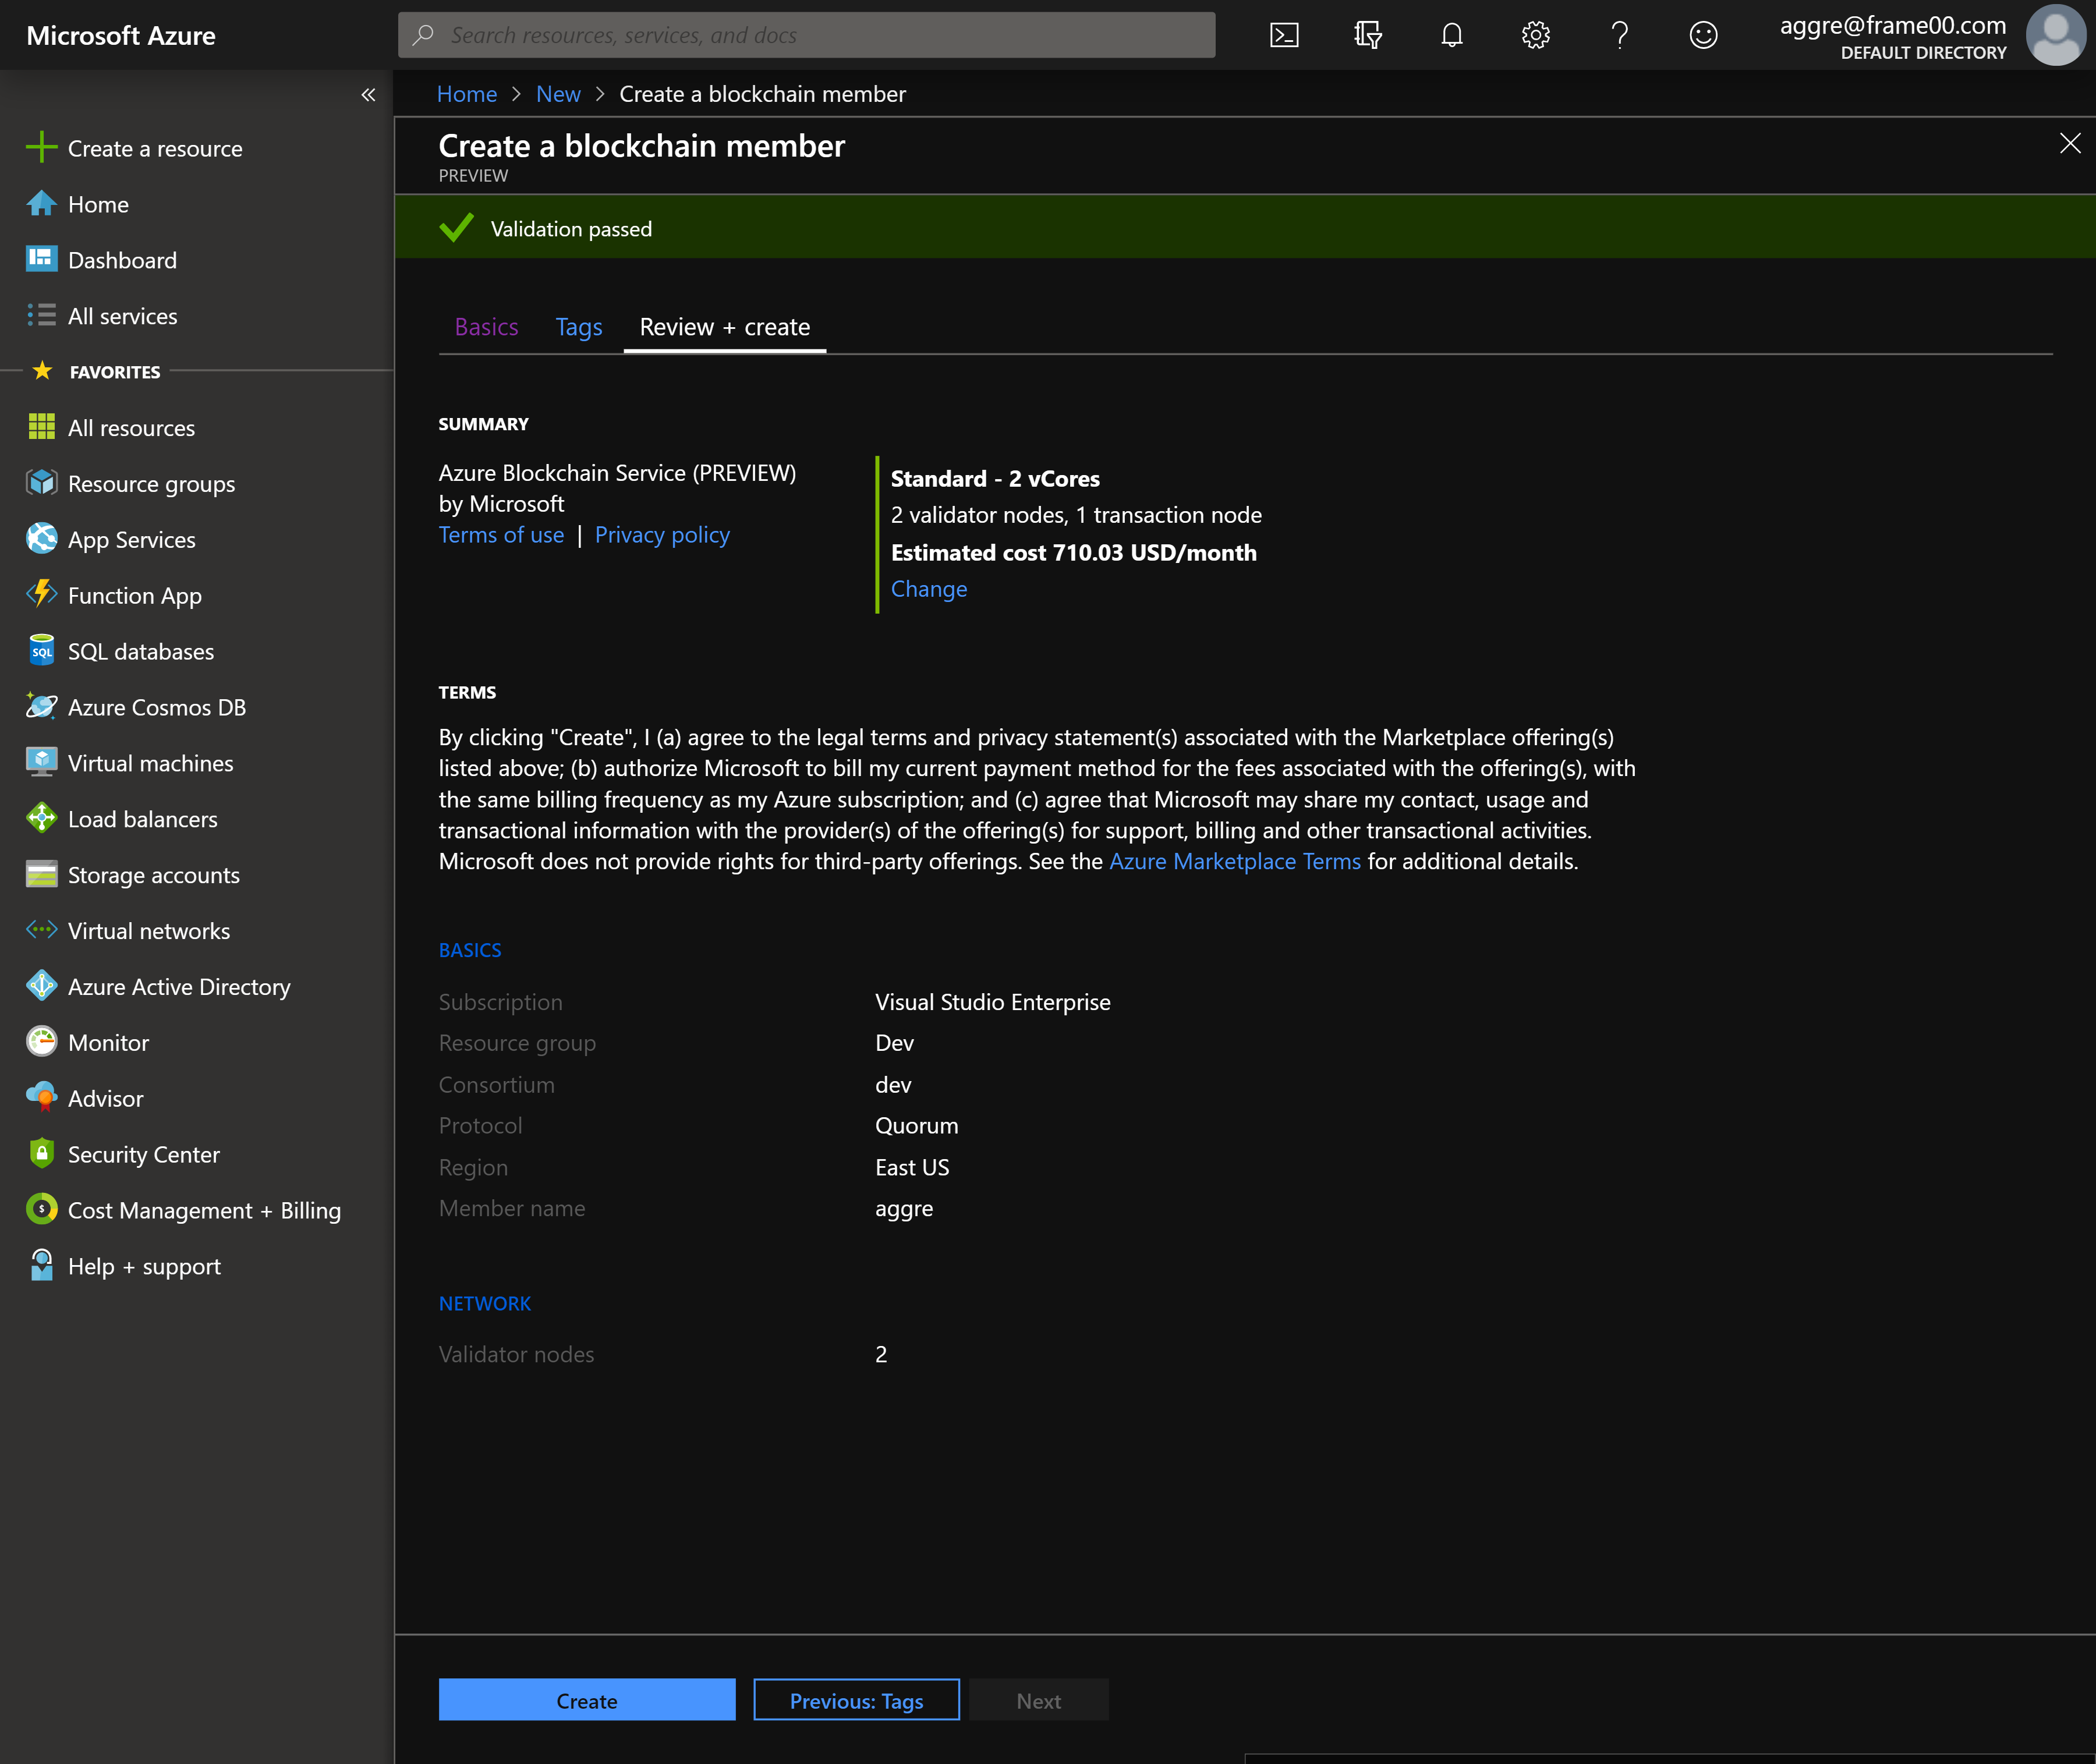 Microsoft Azure
Search resources, services, and docs
aggre@frame00.com
DEFAULT DIRECTORY
Create a resource
Home
Dashboard
All services
FAVORITES
All resources
Resource groups
App Services
Function App
SQL databases
Azure Cosmos DB
Virtual machines
Load balancers
Storage accounts
Virtual networks
Azure Active Directory
Monitor
Advisor
Security Center
Cost Management + Billing
Help + support
Home > New > Create a blockchain member
Create a blockchain member
PREVIEW
Validation passed
Basics Tags Review + create
SUMMARY
Azure Blockchain Service (PREVIEW)
by Microsoft
Terms of use | Privacy policy
Standard - 2 vCores
2 validator nodes, 1 transaction node
Estimated cost 710.03 USD/month
Change
TERMS
By clicking "Create", I (a) agree to the legal terms and privacy statement(s) associated with the Marketplace offering(s)
listed above; (b) authorize Microsoft to bill my current payment method for the fees associated with the offering(s), with
the same billing frequency as my Azure subscription; and (c) agree that Microsoft may share my contact, usage and
transactional information with the provider(s) of the offering(s) for support, billing and other transactional activities.
Microsoft does not provide rights for third-party offerings. See the Azure Marketplace Terms for additional details.
BASICS
Subscription Visual Studio Enterprise
Resource group Dev
Consortium dev
Protocol Quorum
Region East US
Member name aggre
NETWORK
Validator nodes 2
Create Previous: Tags Next